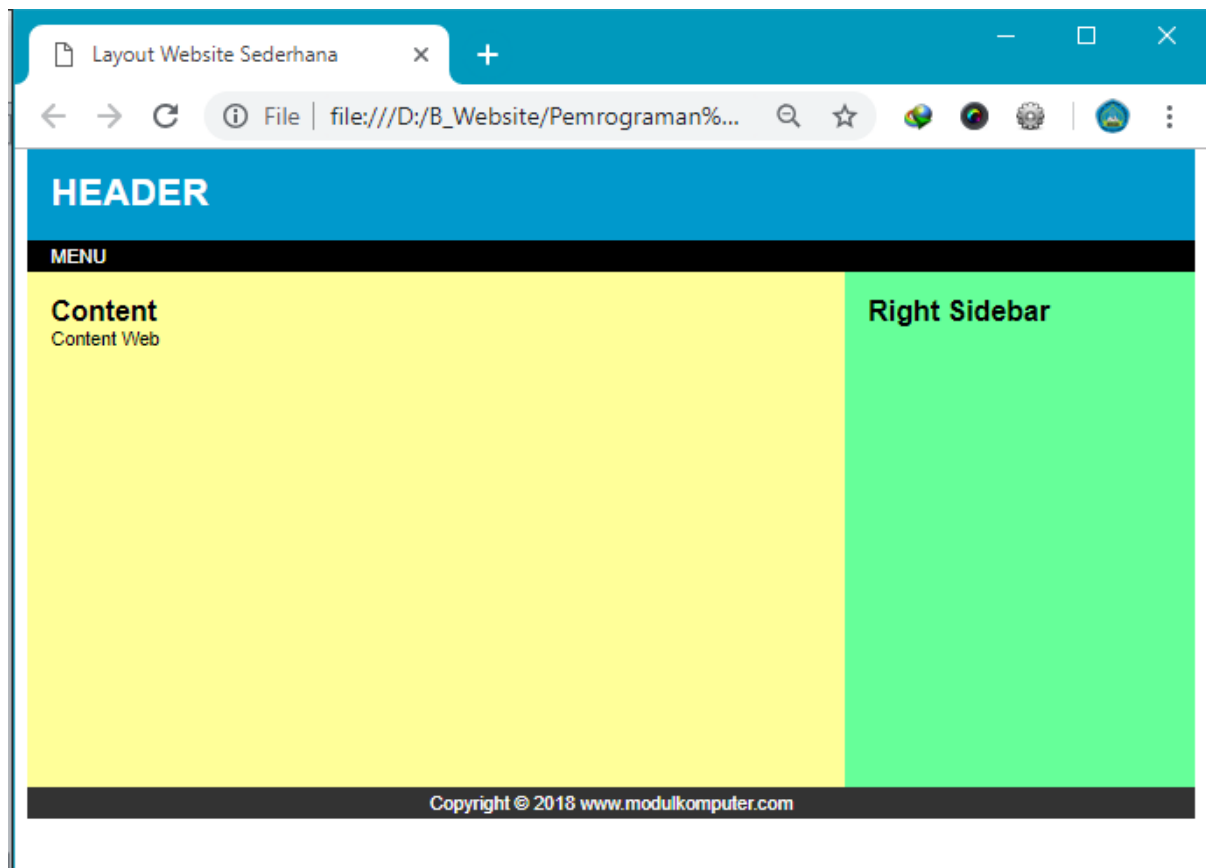 Layout Website Sederhana
File file:///D:/B_Website/Pemrograman%...
HEADER
MENU
Content
Content Web
Right Sidebar
Copyright © 2018 www.modulkomputer.com